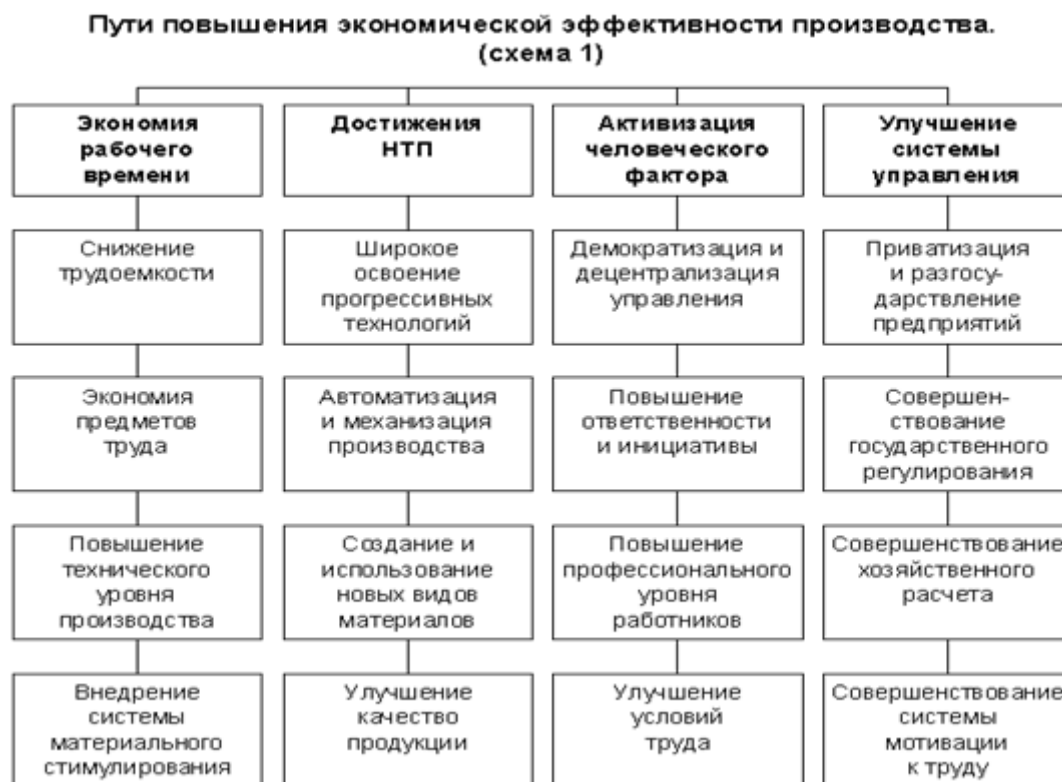 Пути повышения экономической эффективности производства.
(схема 1)
Экономия
рабочего
времени
Достижения
НТП
Активизация
человеческого
фактора
Улучшение
системы
управления
Снижение
трудоемкости
Широкое
освоение
прогрессивных
технологий
Демократизация и
децентрализация
управления
Приватизация
и разгосу-
дарствление
предприятий
Экономия
предметов
труда
Автоматизация
и механизация
производства
Повышение
ответственности
и инициативы
Совершен-
ствование
государственного
регулирования
Повышение
технического
уровня
производства
Создание и
использование
новых видов
материалов
Повышение
профессионального
уровня
работников
Совершенствование
хозяйственного
расчета
Внедрение
системы
материального
стимулирования
Улучшение
качество
продукции
Улучшение
условий
труда
Совершенствование
системы
мотивации
к труду